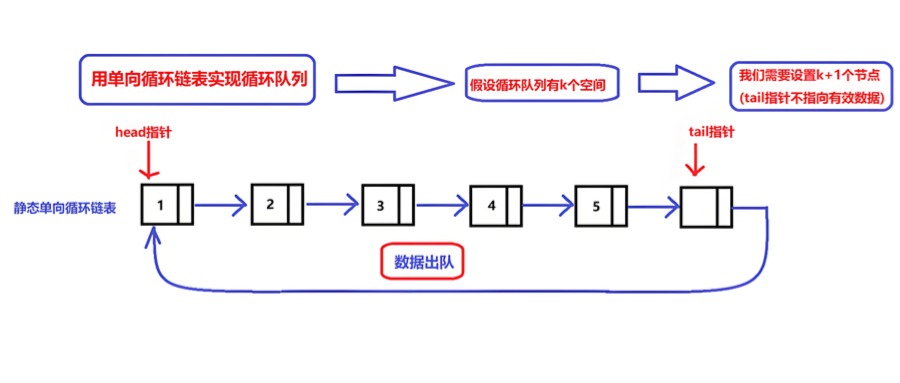 用单向循环链表实现循环队列
假设循环队列有k个空间
我们需要设置k+1个节点
(tail指针不指向有效数据)
head指针
tail指针
静态单向循环链表
1
2
3
4
5
数据出队